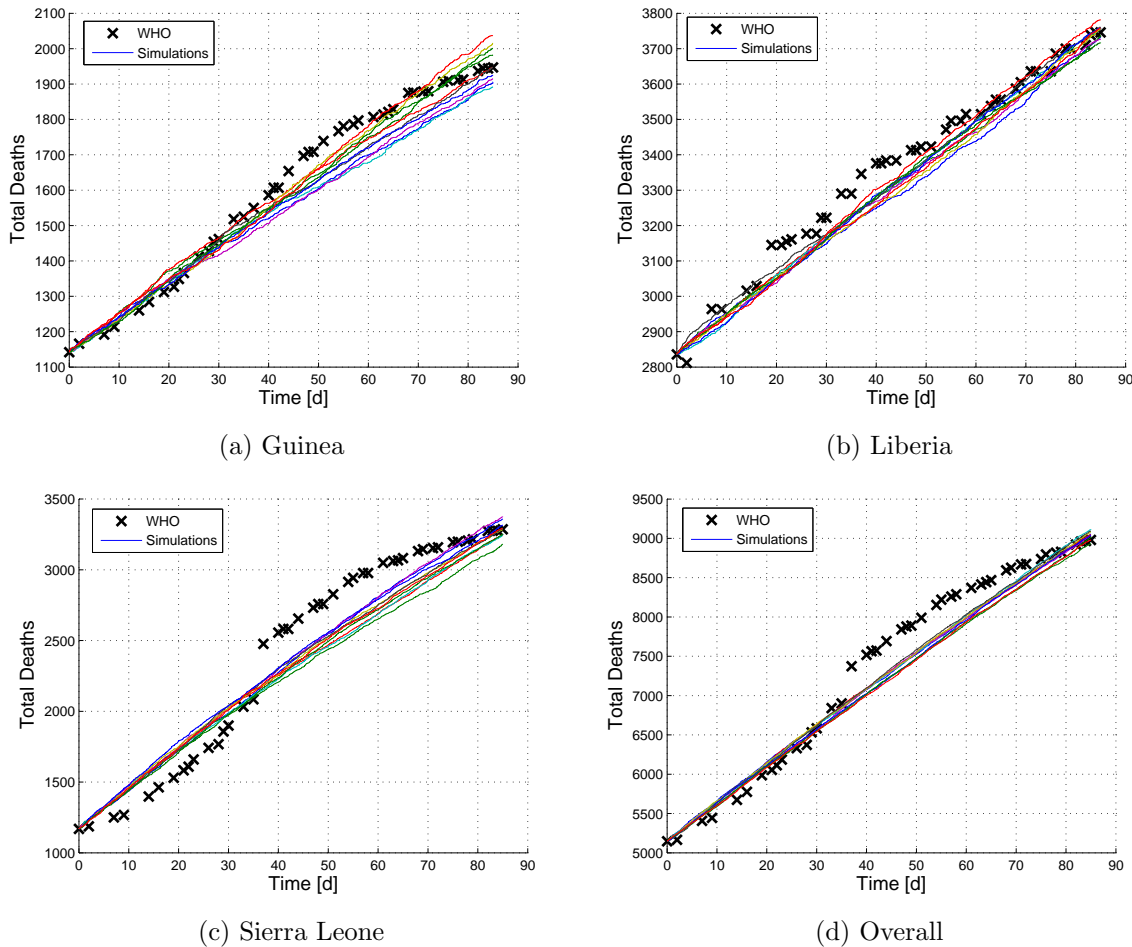 2100
2000
1900
1800
1700
1600
1500
1400
1300
1200
1100
Total Deaths
WHO
Simulations
0 10 20 30 40 50 60 70 80 90
Time [d]
(a) Guinea
3800
3700
3600
3500
3400
3300
3200
3100
3000
2900
2800
Total Deaths
WHO
Simulations
0 10 20 30 40 50 60 70 80 90
Time [d]
(b) Liberia
3500
3000
2500
2000
1500
1000
Total Deaths
WHO
Simulations
0 10 20 30 40 50 60 70 80 90
Time [d]
(c) Sierra Leone
9500
9000
8500
8000
7500
7000
6500
6000
5500
5000
Total Deaths
WHO
Simulations
0 10 20 30 40 50 60 70 80 90
Time [d]
(d) Overall